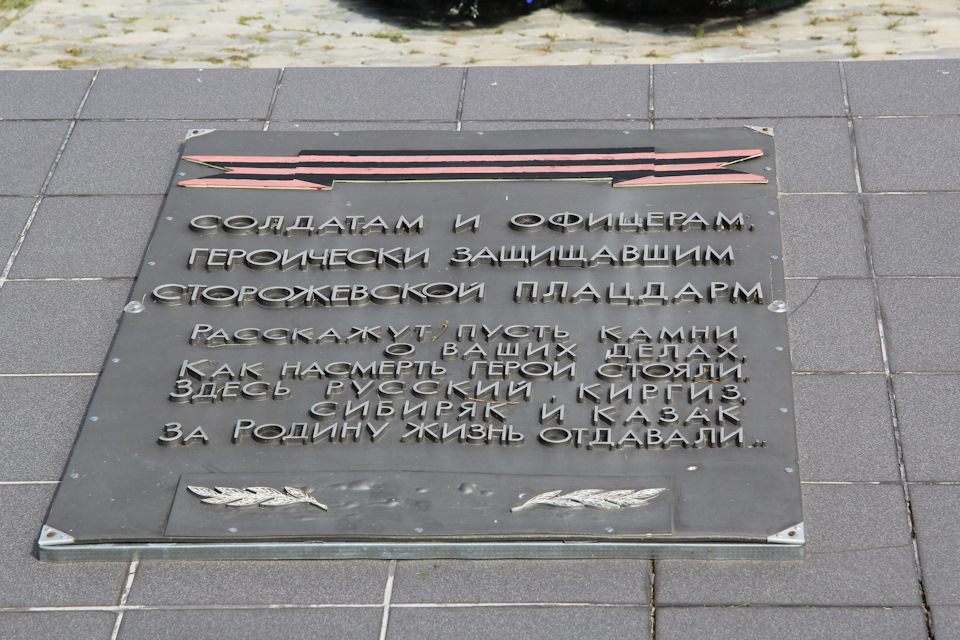 СОЛДАТАМ И ОФИЦЕРАМ,
ГЕРОИЧЕСКИ ЗАЩИЩАВШИМ
СТОРОЖЕВСКОЙ ПЛАЦДАРМ
РАССКАЖУТ ПУСТЬ КАМНИ
О ВАШИХ ДЕЛАХ,
КАК НАСМЕРТЬ ГЕРОИ СТОЯЛИ.
ЗДЕСЬ РУССКИЙ, КИРГИЗ,
СИБИРЯК И КАЗАК
ЗА РОДИНУ ЖИЗНЬ ОТДАВАЛИ...